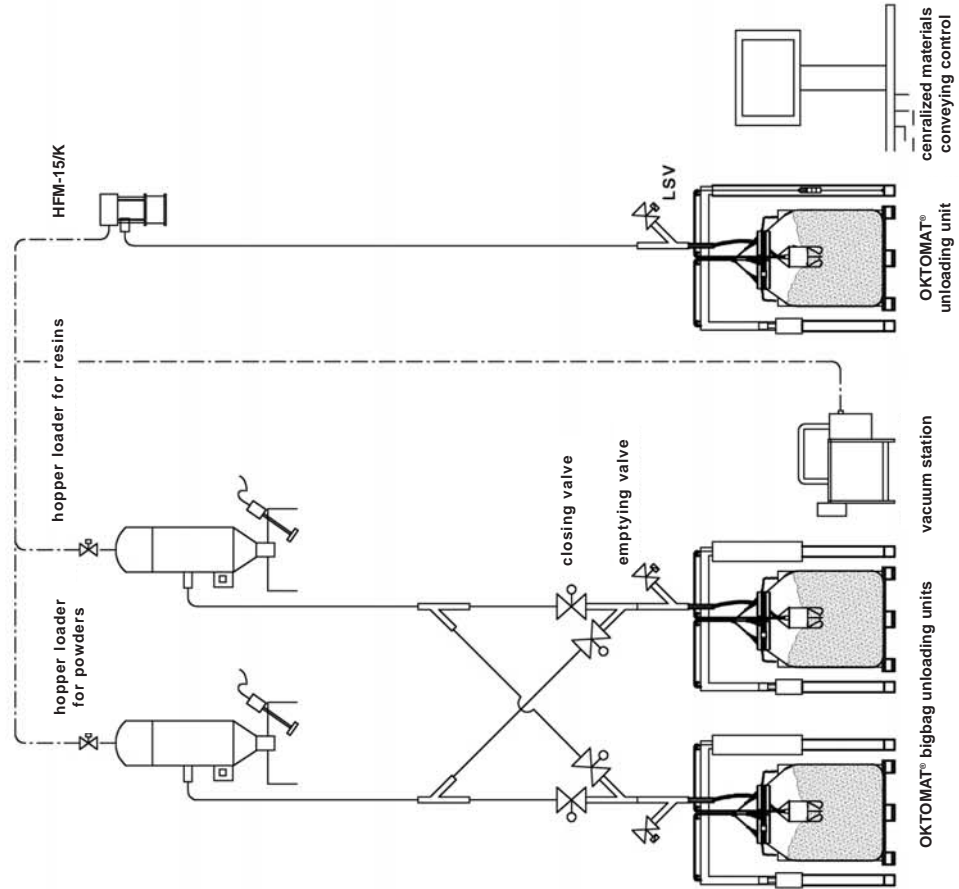 HFM-15/K
hopper loader for resins
hopper loader
for powders
LSV
closing valve
emptying valve
cenralized materials
conveying control
OKTOMAT®
unloading unit
vacuum station
OKTOMAT® bigbag unloading units